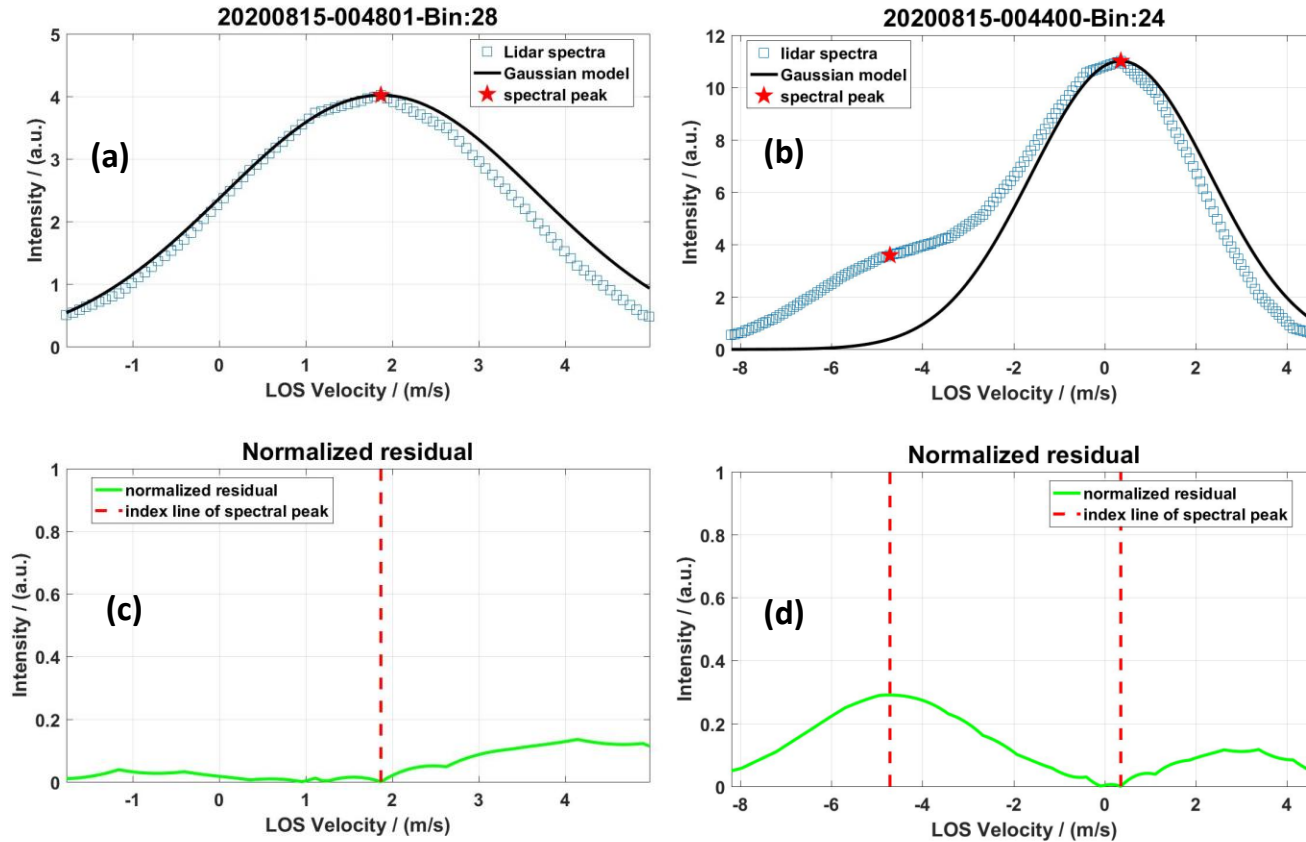 20200815-004801-Bin:28
5
4
3
2
1
0
Intensity / (a.u.)
(a)
Lidar spectra
Gaussian model
spectral peak
-1 0 1 2 3 4
LOS Velocity / (m/s)
20200815-004400-Bin:24
12
10
8
6
4
2
0
Intensity / (a.u.)
(b)
lidar spectra
Gaussian model
spectral peak
-8 -6 -4 -2 0 2 4
LOS Velocity / (m/s)
Normalized residual
1
0.8
0.6
0.4
0.2
0
Intensity / (a.u.)
(c)
normalized residual
index line of spectral peak
-1 0 1 2 3 4
LOS Velocity / (m/s)
Normalized residual
1
0.8
0.6
0.4
0.2
0
Intensity / (a.u.)
(d)
normalized residual
index line of spectral peak
-8 -6 -4 -2 0 2 4
LOS Velocity / (m/s)